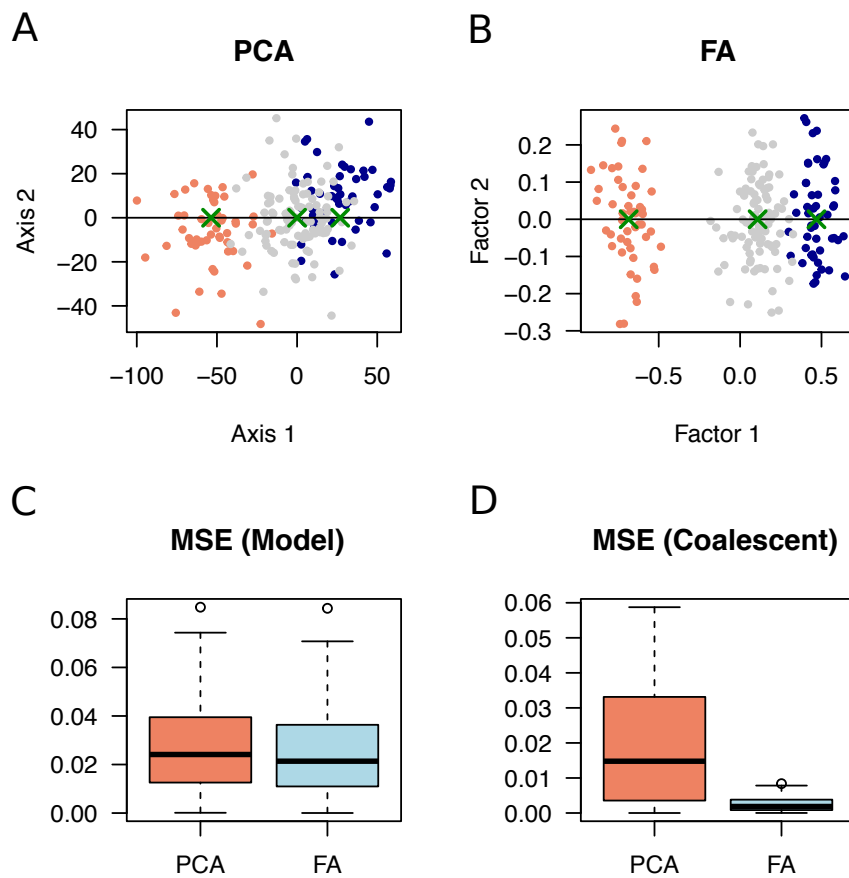 A
PCA
Axis 2
40
20
0
−20
−40
−100
−50
0
50
Axis 1
B
FA
Factor 2
0.2
0.1
0.0
−0.1
−0.2
−0.3
−0.5
0.0
0.5
Factor 1
C
MSE (Model)
0.08
0.06
0.04
0.02
0.00
PCA
FA
D
MSE (Coalescent)
0.06
0.05
0.04
0.03
0.02
0.01
0.00
PCA
FA